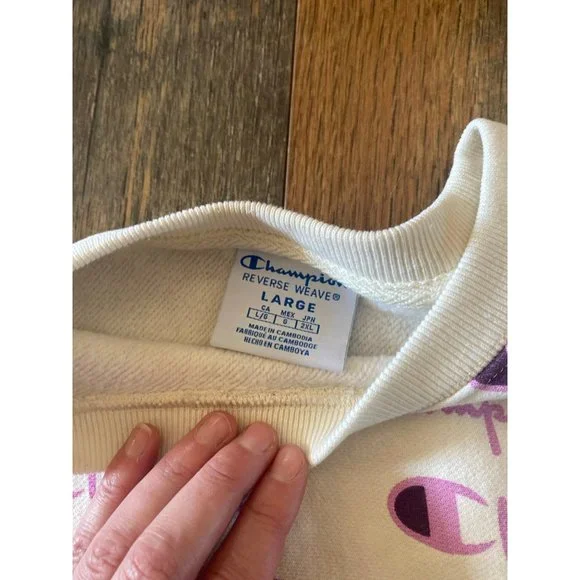 Champion
REVERSE WEAVE®
LARGE
CA MEX JPN
L/G G 2XL
MADE IN CAMBODIA
FABRIQUÉ AU CAMBODGE
HECHO EN CAMBOYA